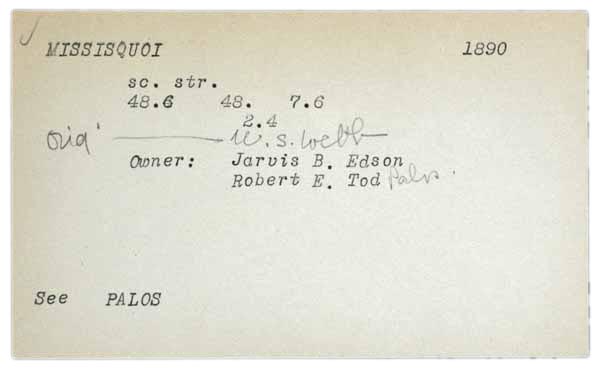 MISSISQUOI 1890
sc. str.
48.6 48. 7.6
2.4
Orig' W. S. Webb
Owner: Jarvis B. Edson
Robert E. Tod Palos.
See PALOS